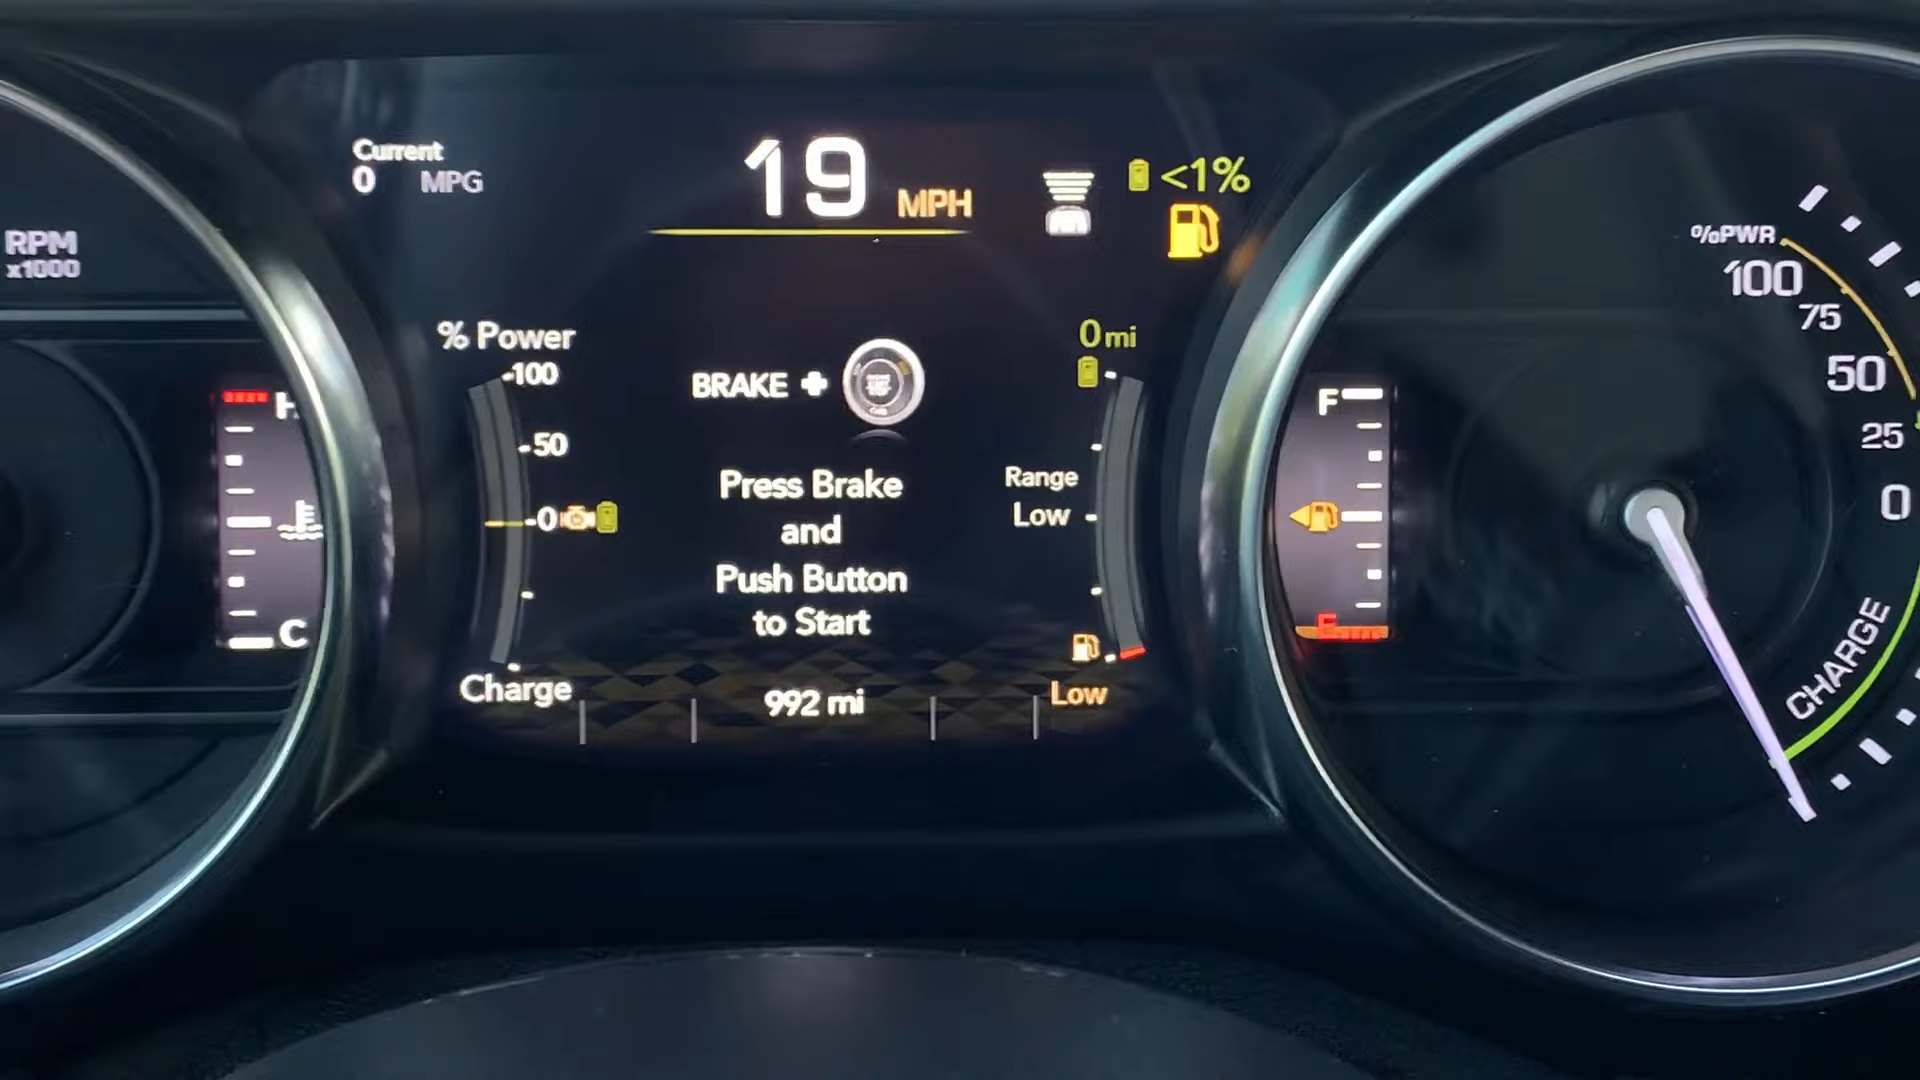 Current
0 MPG
19 MPH
<1%
RPM
x1000
% Power
-100
-50
-0
Charge
BRAKE +
Press Brake
and
Push Button
to Start
992 mi
0 mi
Range
Low
Low
H
C
F
E
%PWR
100
75
50
25
0
CHARGE